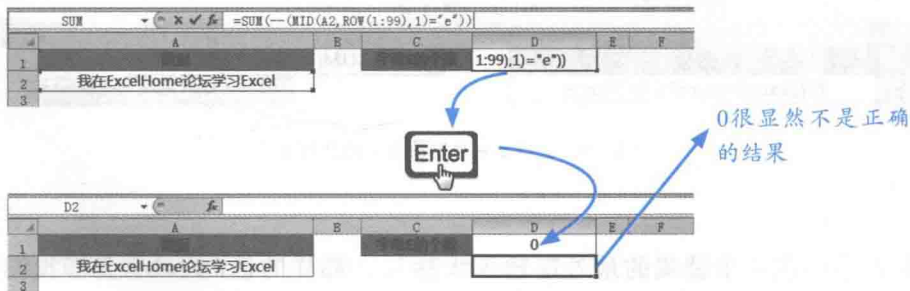 SUM =SUM(--(MID(A2,ROW(1:99),1)="e"))
A B C D E F
1 1:99),1)="e"))
2 我在ExcelHome论坛学习Excel
3
0很显然不是正确
的结果
Enter
D2 fx
A B C D E F
1 0
2 我在ExcelHome论坛学习Excel
3